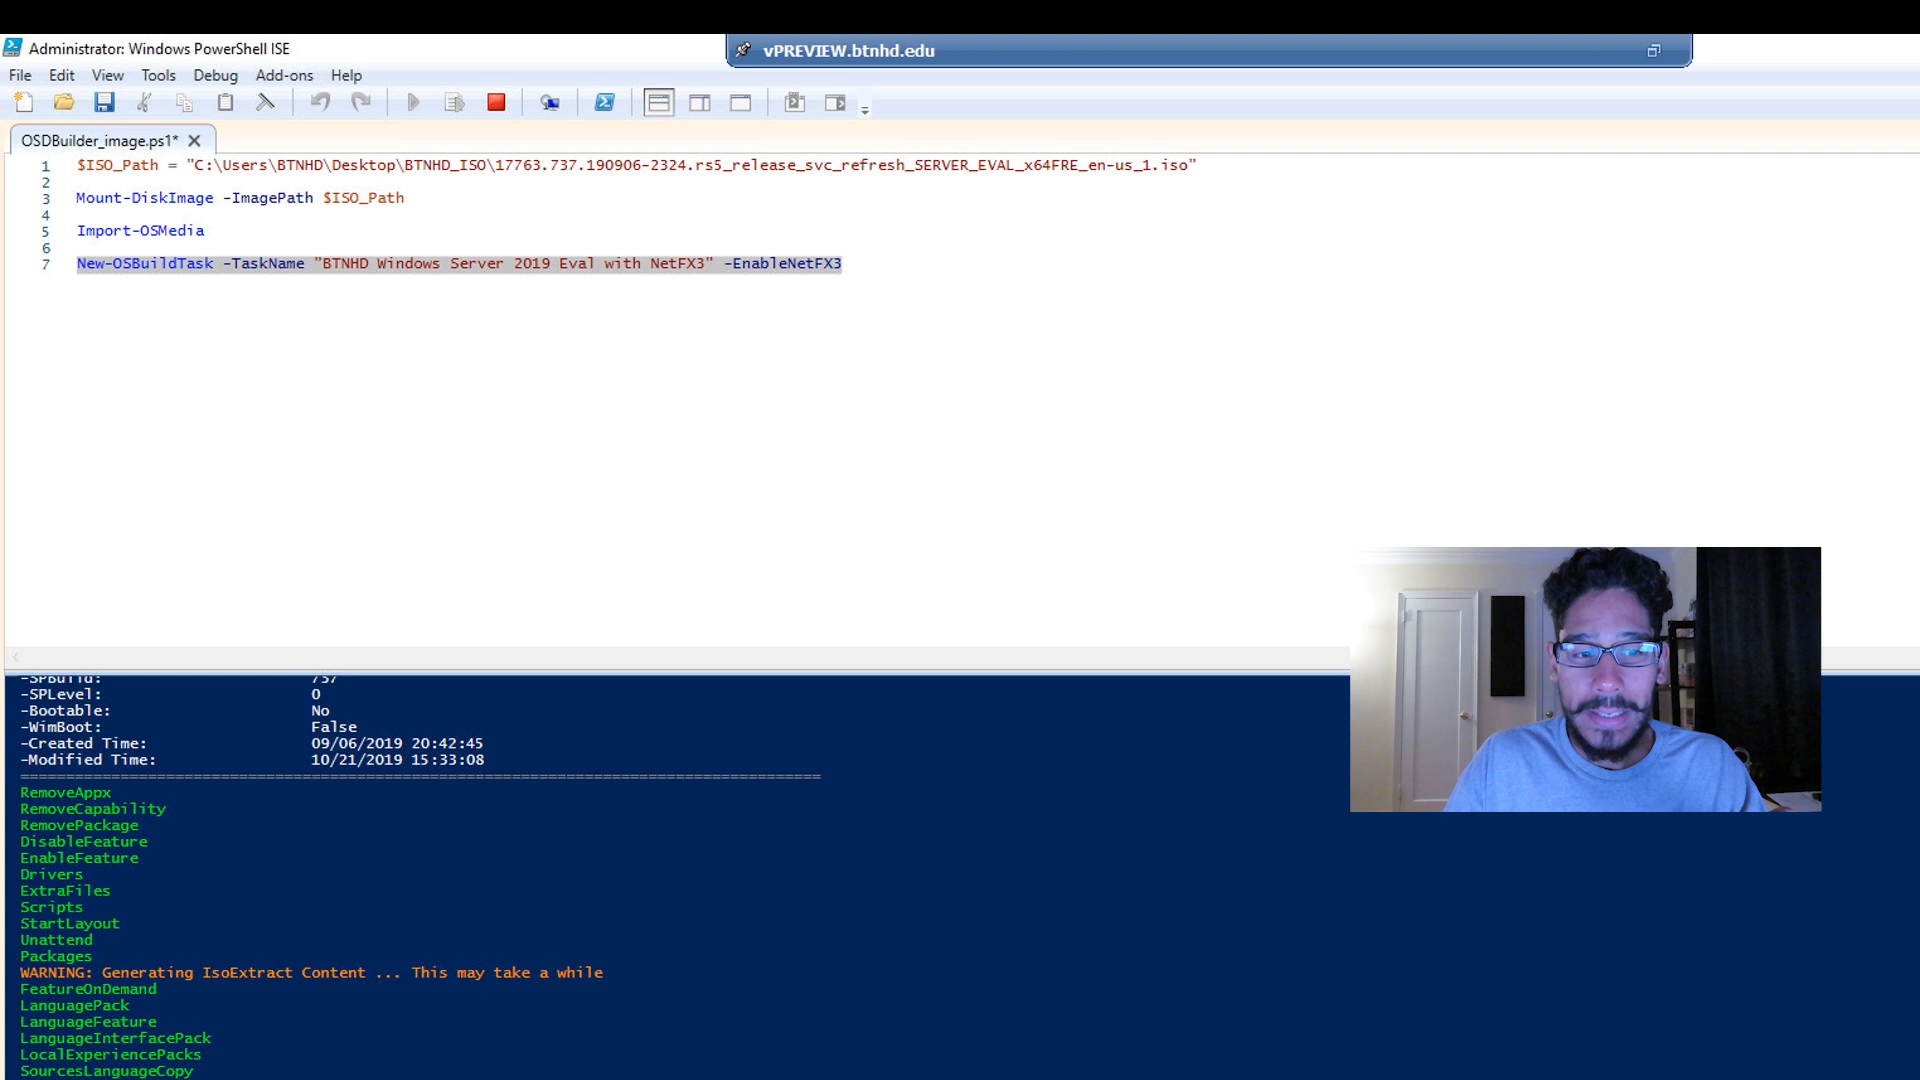 Administrator: Windows PowerShell ISE
vPREVIEW.btnhd.edu
File Edit View Tools Debug Add-ons Help
OSDBuilder_image.ps1*
1 $ISO_Path = "C:\Users\BTNHD\Desktop\BTNHD_ISO\17763.737.190906-2324.rs5_release_svc_refresh_SERVER_EVAL_x64FRE_en-us_1.iso"
2
3 Mount-DiskImage -ImagePath $ISO_Path
4
5 Import-OSMedia
6
7 New-OSBuildTask -TaskName "BTNHD Windows Server 2019 Eval with NetFX3" -EnableNetFX3
-SPBuild: 737
-SPLevel: 0
-Bootable: No
-WimBoot: False
-Created Time: 09/06/2019 20:42:45
-Modified Time: 10/21/2019 15:33:08
========================================================================================
RemoveAppx
RemoveCapability
RemovePackage
DisableFeature
EnableFeature
Drivers
ExtraFiles
Scripts
StartLayout
Unattend
Packages
WARNING: Generating IsoExtract Content ... This may take a while
FeatureOnDemand
LanguagePack
LanguageFeature
LanguageInterfacePack
LocalExperiencePacks
SourcesLanguageCopy